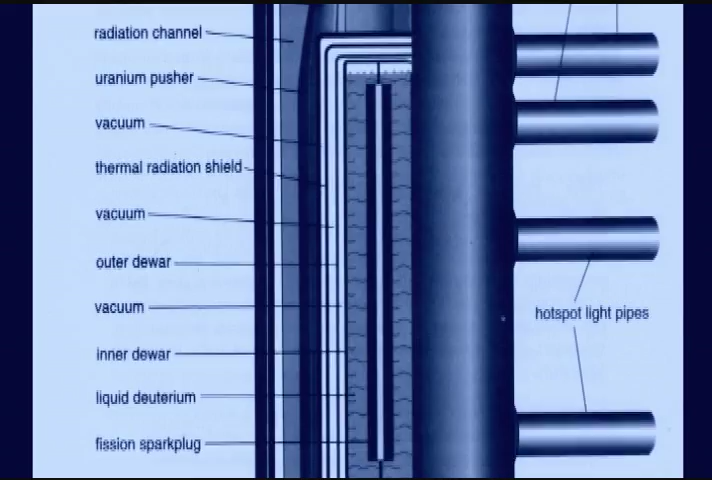 radiation channel
uranium pusher
vacuum
thermal radiation shield
vacuum
outer dewar
vacuum
inner dewar
liquid deuterium
fission sparkplug
hotspot light pipes